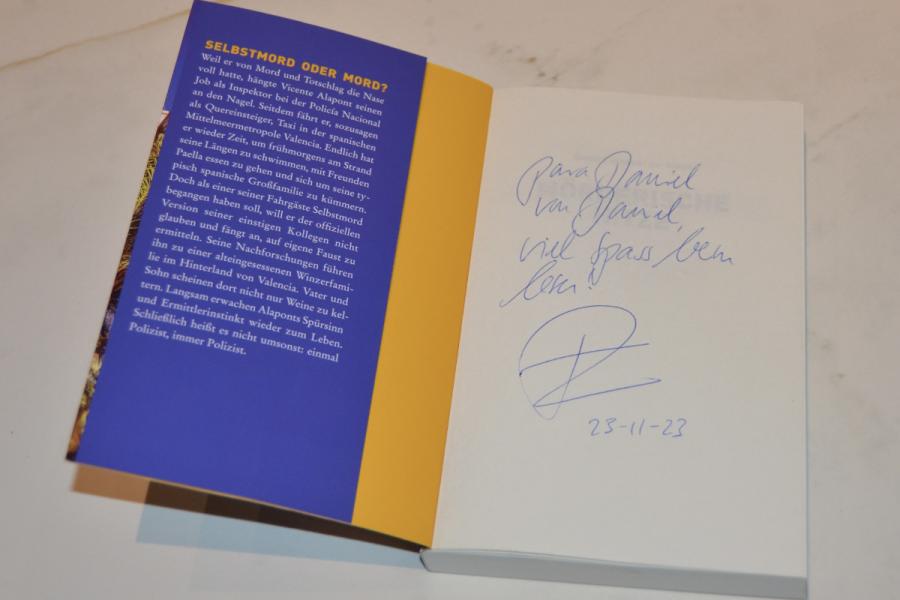 SELBSTMORD ODER MORD?
Weil er von Mord und Totschlag die Nase
voll hatte, hängte Vicente Alapont seinen
Job als Inspektor bei der Policía Nacional
an den Nagel. Seitdem fährt er, sozusagen
als Quereinsteiger, Taxi in der spanischen
Mittelmeermetropole Valencia. Endlich hat
er wieder Zeit, um frühmorgens am Strand
seine Längen zu schwimmen, mit Freunden
Paella essen zu gehen und sich um seine ty-
pisch spanische Großfamilie zu kümmern.
Doch als einer seiner Fahrgäste Selbstmord
begangen haben soll, will er der offiziellen
Version seiner einstigen Kollegen nicht
glauben und fängt an, auf eigene Faust zu
ermitteln. Seine Nachforschungen führen
ihn zu einer alteingesessenen Winzerfami-
lie im Hinterland von Valencia. Vater und
Sohn scheinen dort nicht nur Weine zu kel-
tern. Langsam erwachen Alaponts Spürsinn
und Ermittlerinstinkt wieder zum Leben.
Schließlich heißt es nicht umsonst: einmal
Polizist, immer Polizist.
Para Daniel
von Daniel,
viel Spass beim
lesen!
23-11-23